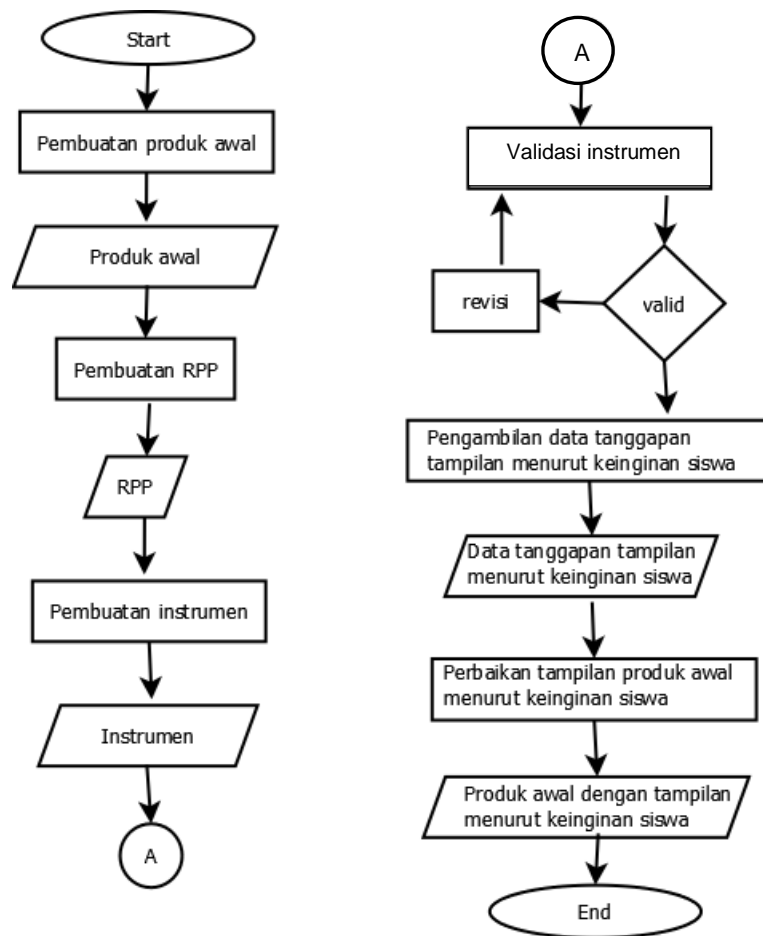 Start
Pembuatan produk awal
Produk awal
Pembuatan RPP
RPP
Pembuatan instrumen
Instrumen
A
A
Validasi instrumen
valid
revisi
Pengambilan data tanggapan
tampilan menurut keinginan siswa
Data tanggapan tampilan
menurut keinginan siswa
Perbaikan tampilan produk awal
menurut keinginan siswa
Produk awal dengan tampilan
menurut keinginan siswa
End